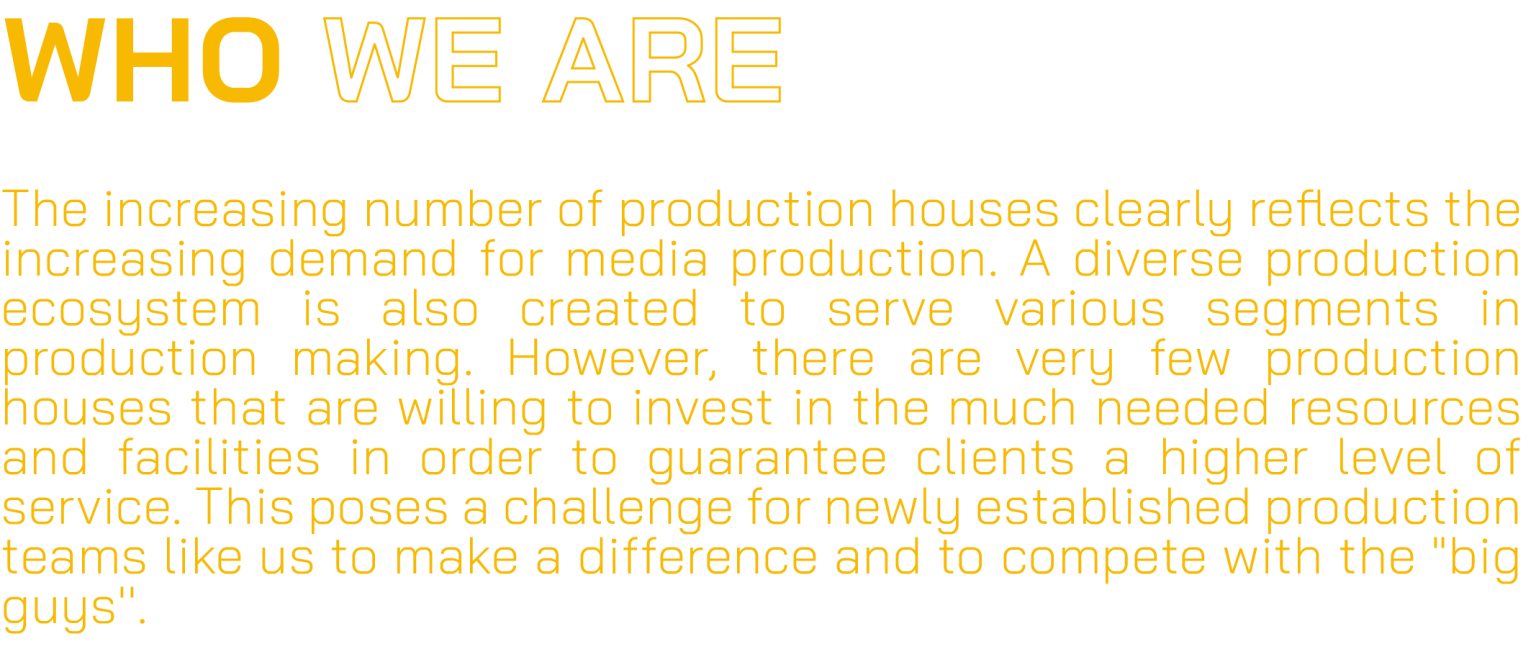 WHO WE ARE
The increasing number of production houses clearly reflects the
increasing demand for media production. A diverse production
ecosystem is also created to serve various segments in
production making. However, there are very few production
houses that are willing to invest in the much needed resources
and facilities in order to guarantee clients a higher level of
service. This poses a challenge for newly established production
teams like us to make a difference and to compete with the "big
guys".